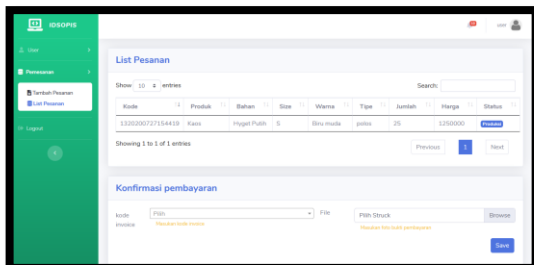 IDSOPIS
user
User
Pemesanan
Tambah Pesanan
List Pesanan
Logout
List Pesanan
Show 10 entries
Search:
Kode Produk Bahan Size Warna Tipe Jumlah Harga Status
1320200727154418 Kaos Hyget Putih S Biru muda polos 25 1250000 Produksi
Showing 1 to 1 of 1 entries
Previous 1 Next
Konfirmasi pembayaran
kode invoice
Pilih
Masukan kode invoice
File
Pilih Struck
Browse
Masukan foto bukti pembayaran
Save